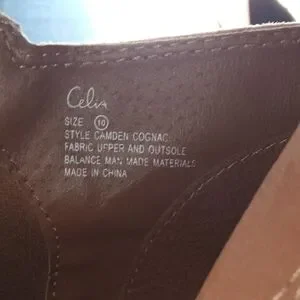 Celia
SIZE 10
STYLE CAMDEN COGNAC
FABRIC UPPER AND OUTSOLE
BALANCE MAN MADE MATERIALS
MADE IN CHINA